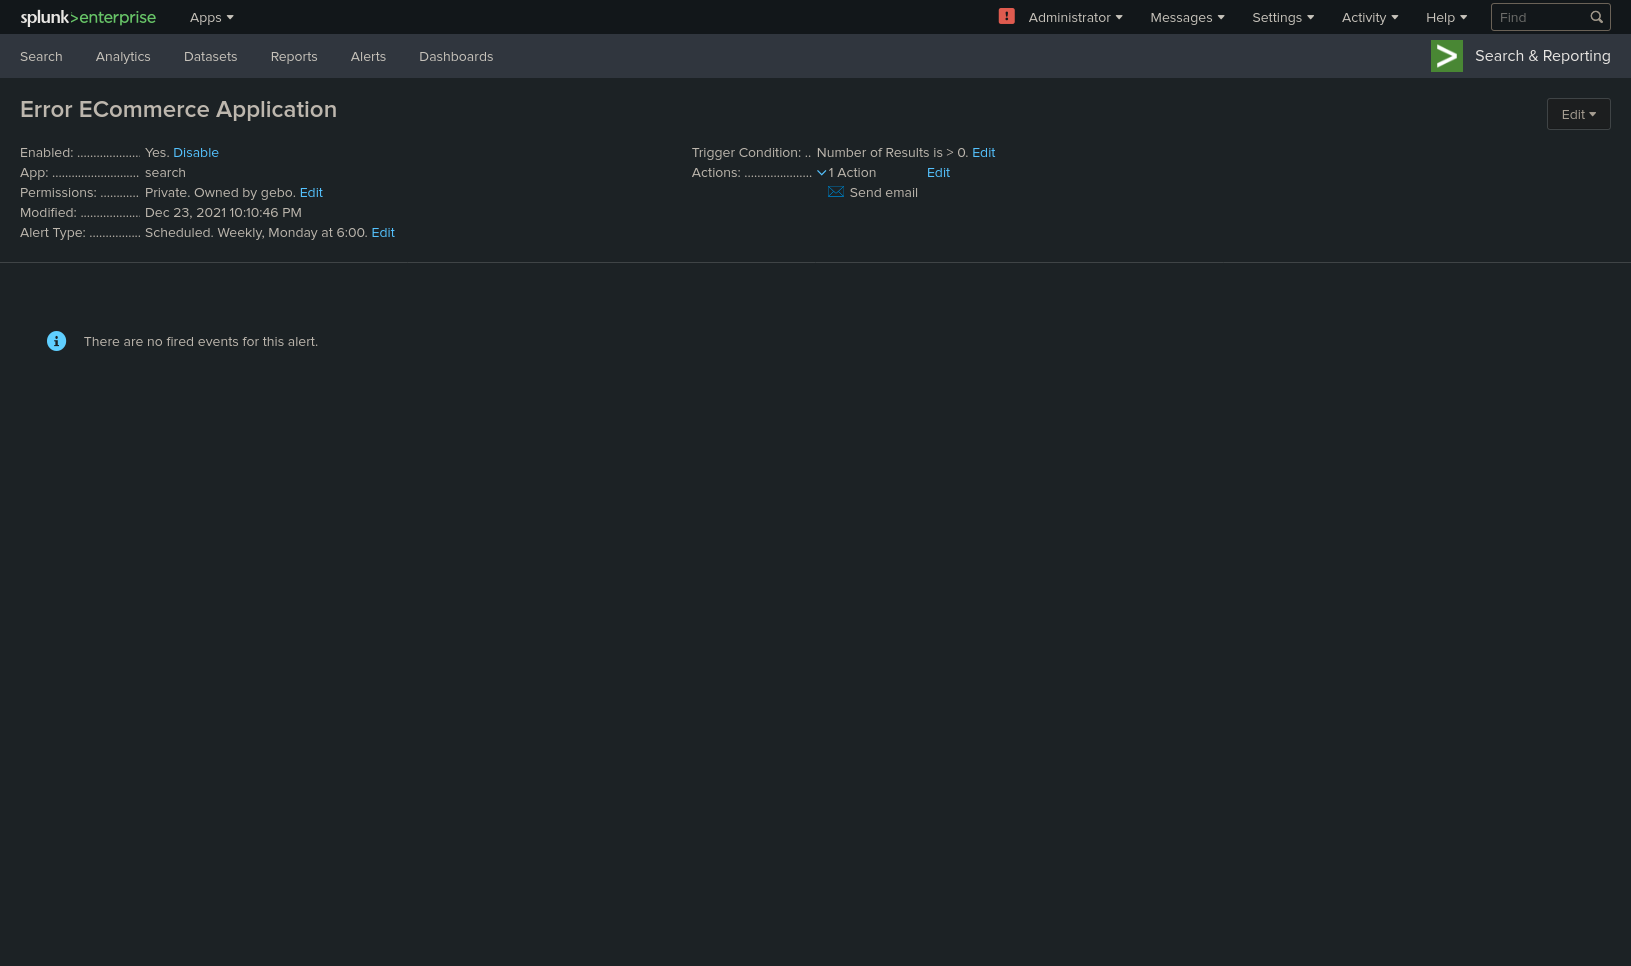 splunk>enterprise Apps Administrator Messages Settings Activity Help Find
Search Analytics Datasets Reports Alerts Dashboards Search & Reporting
Error ECommerce Application
Edit
Enabled: ................... Yes. Disable
App: .......................... search
Permissions: ............ Private. Owned by gebo. Edit
Modified: .................. Dec 23, 2021 10:10:46 PM
Alert Type: ................ Scheduled. Weekly, Monday at 6:00. Edit
Trigger Condition: .. Number of Results is > 0. Edit
Actions: ..................... 1 Action Edit
Send email
There are no fired events for this alert.